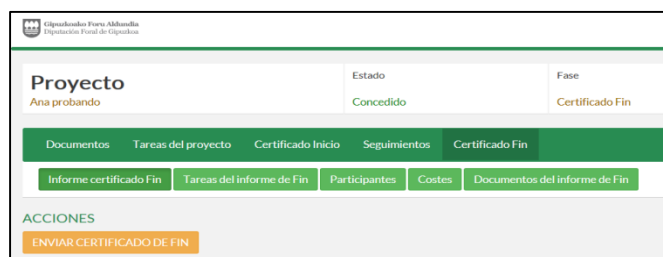 Gipuzkoako Foru Aldundia
Diputación Foral de Gipuzkoa
Proyecto
Ana probando
Estado
Concedido
Fase
Certificado Fin
Documentos Tareas del proyecto Certificado Inicio Seguimientos Certificado Fin
Informe certificado Fin Tareas del informe de Fin Participantes Costes Documentos del informe de Fin
ACCIONES
ENVIAR CERTIFICADO DE FIN